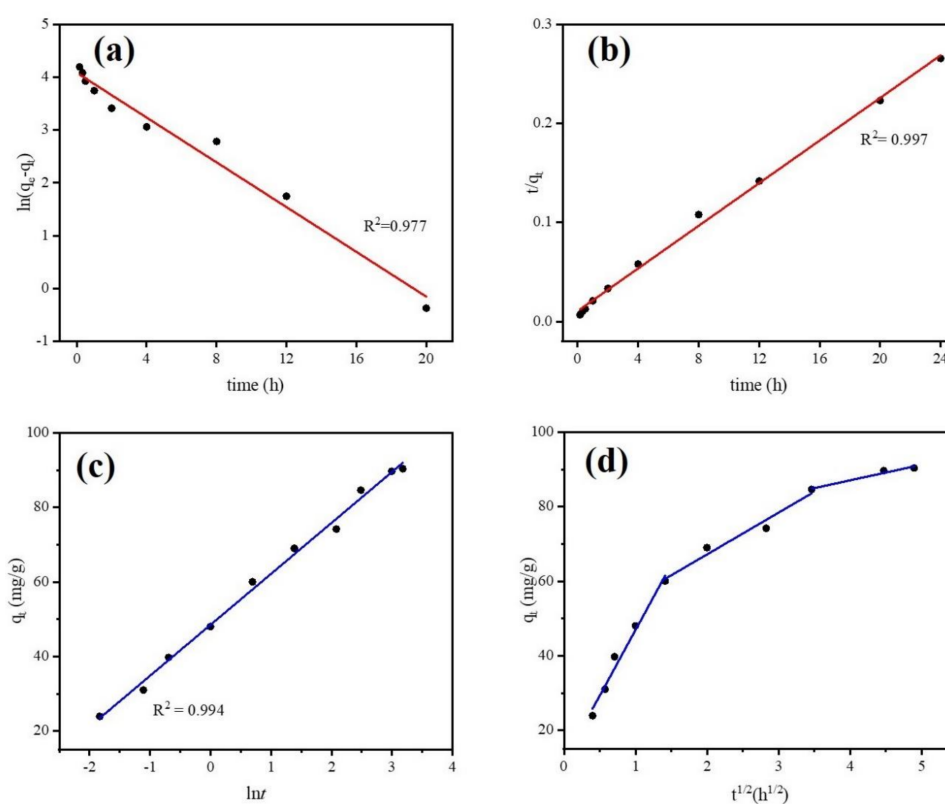 (a)
5
4
3
2
1
0
-1
ln(qe-qt)
R²=0.977
0 4 8 12 16 20
time (h)
(b)
0.3
0.2
0.1
0.0
t/qt
R²= 0.997
0 4 8 12 16 20 24
time (h)
(c)
100
80
60
40
20
qt (mg/g)
R² = 0.994
-2 -1 0 1 2 3 4
lnt
(d)
100
80
60
40
20
qt (mg/g)
0 1 2 3 4 5
t1/2(h1/2)